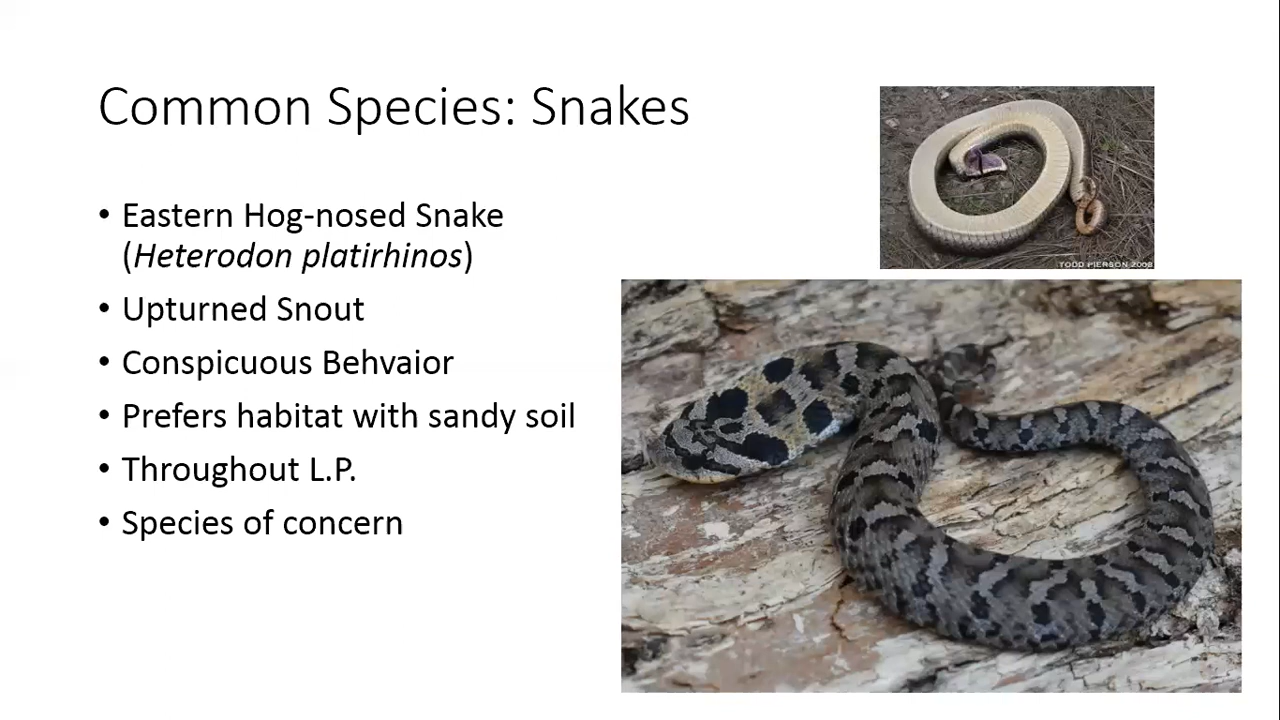 Common Species: Snakes
• Eastern Hog-nosed Snake
(Heterodon platirhinos)
• Upturned Snout
• Conspicuous Behvaior
• Prefers habitat with sandy soil
• Throughout L.P.
• Species of concern
TODD PIERSON 2008